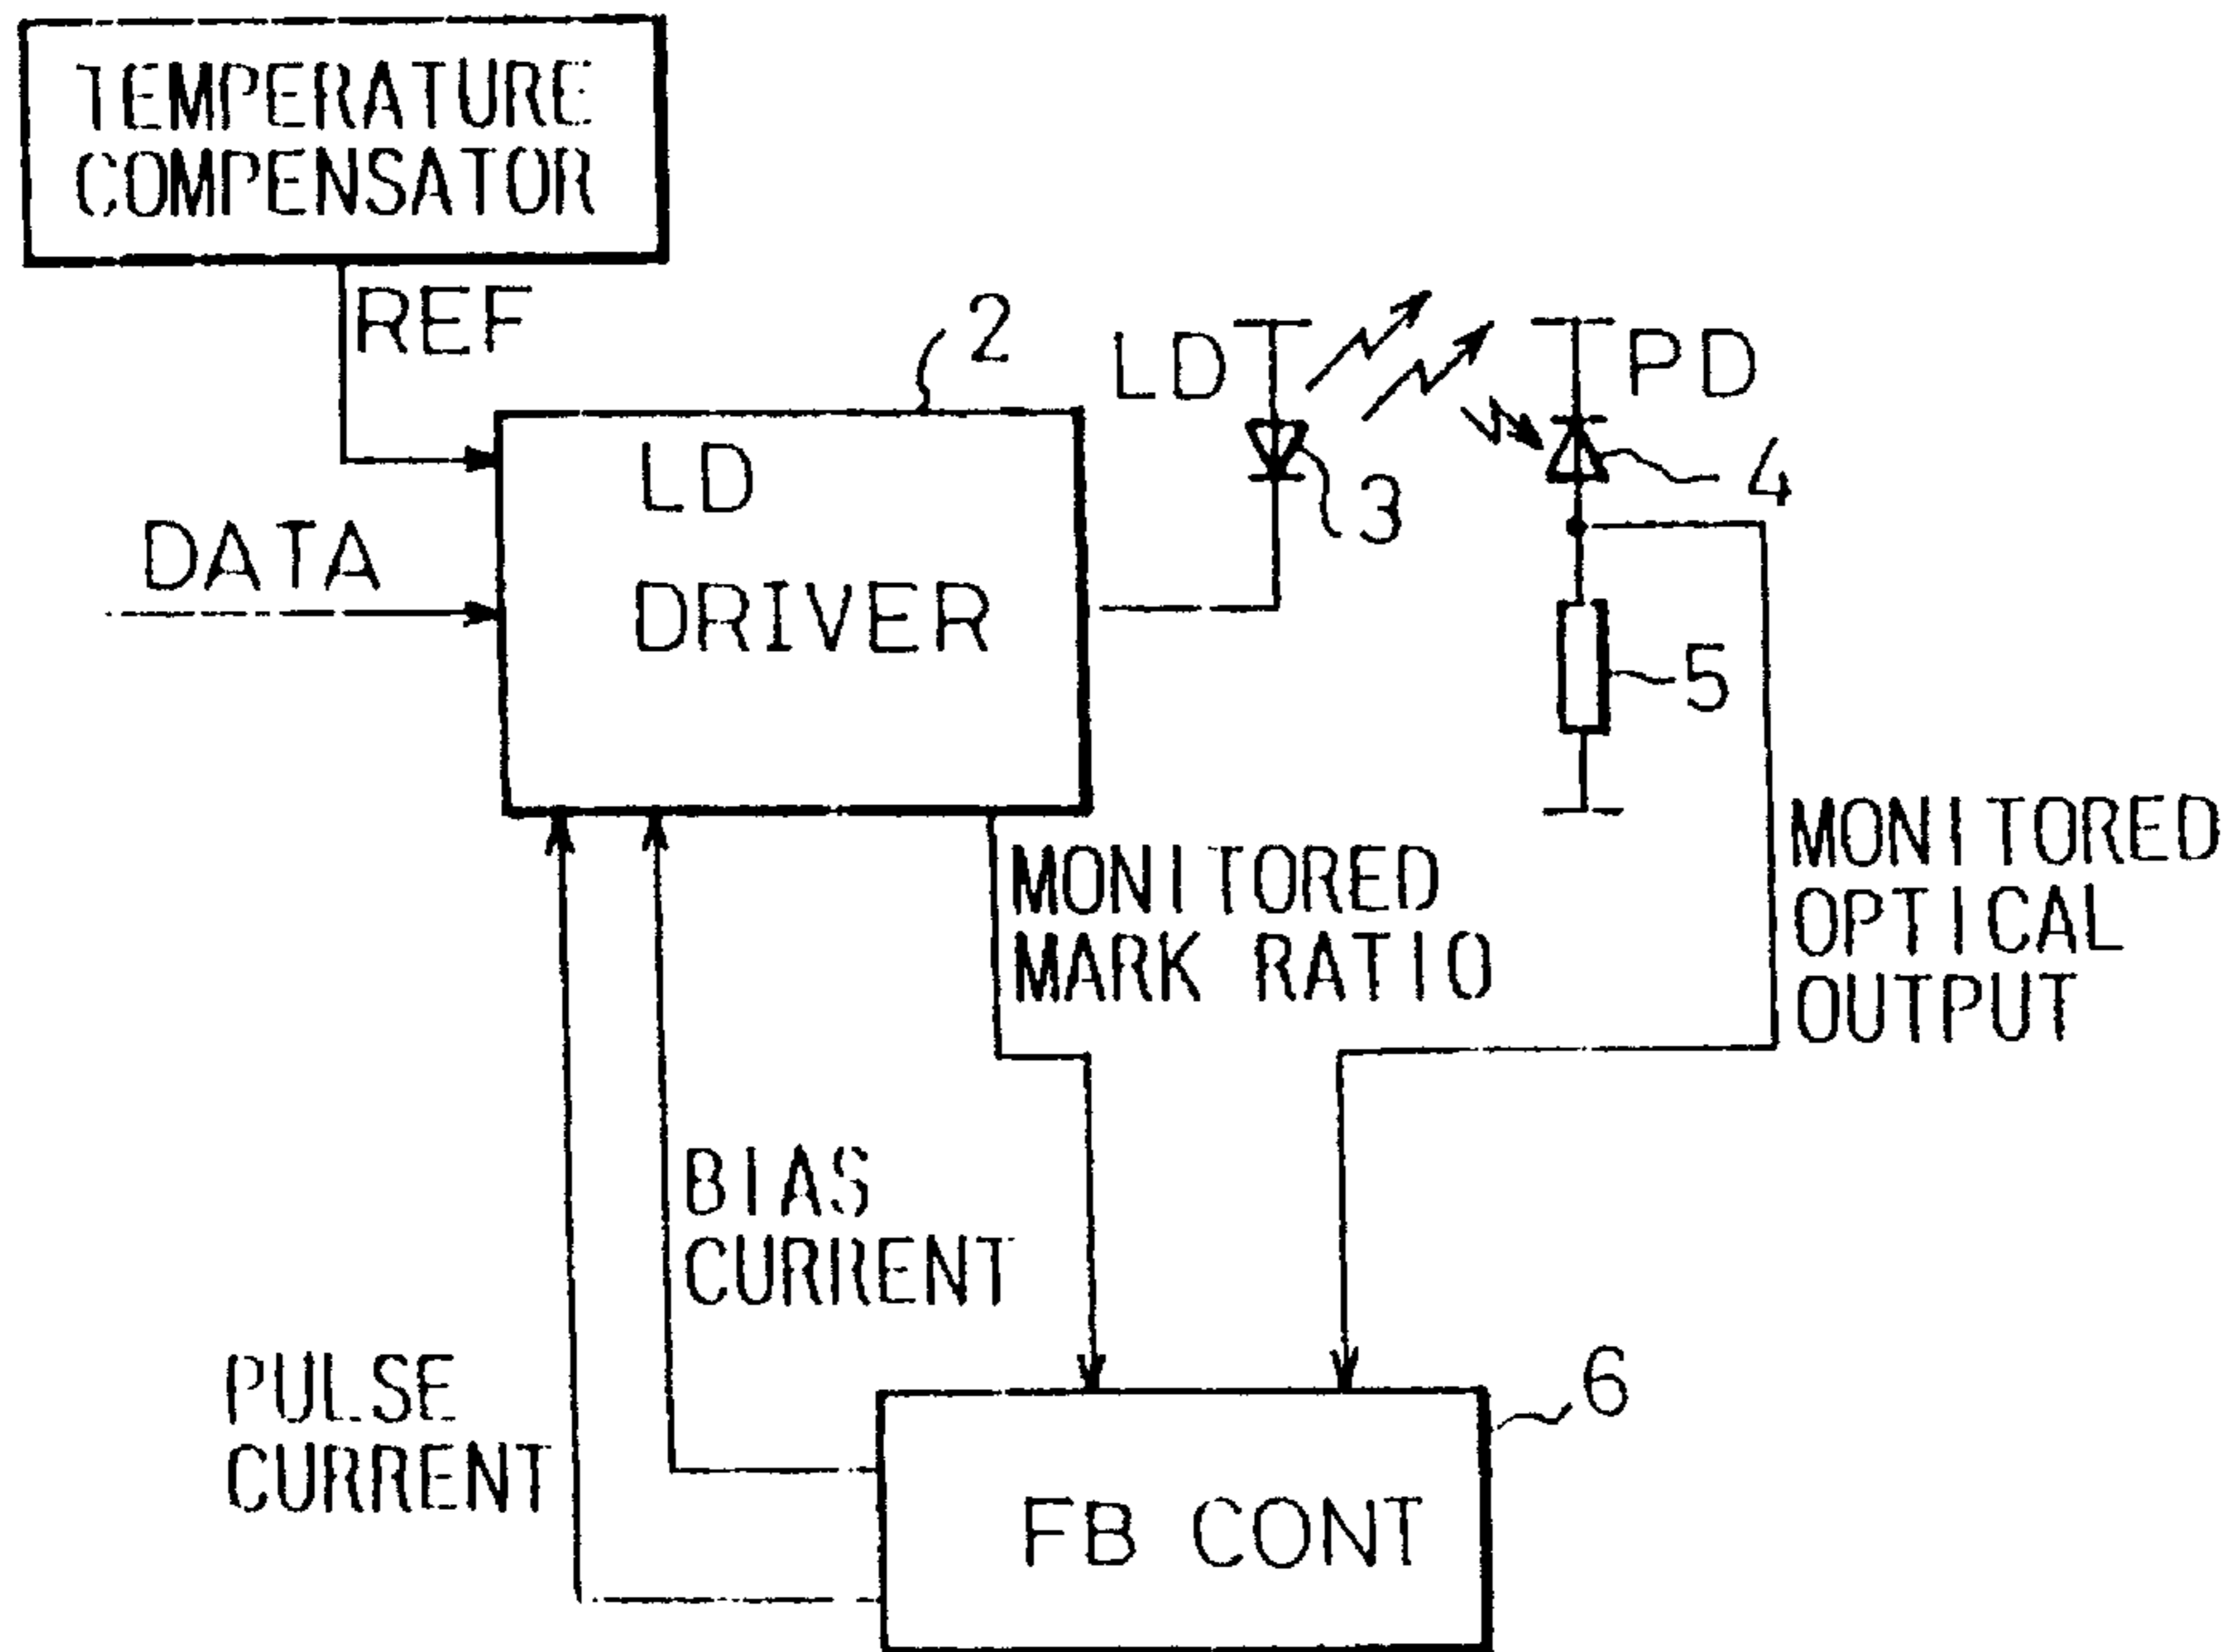 TEMPERATURE
COMPENSATOR
REF
2
LD
PD
LD
DRIVER
3
4
DATA
5
MONITORED
OPTICAL
OUTPUT
MONITORED
MARK RATIO
BIAS
CURRENT
PULSE
CURRENT
6
FB CONT